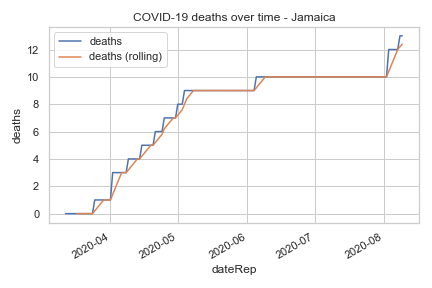 COVID-19 deaths over time - Jamaica
deaths
deaths (rolling)
deaths
12
10
8
6
4
2
0
2020-04
2020-05
2020-06
2020-07
2020-08
dateRep